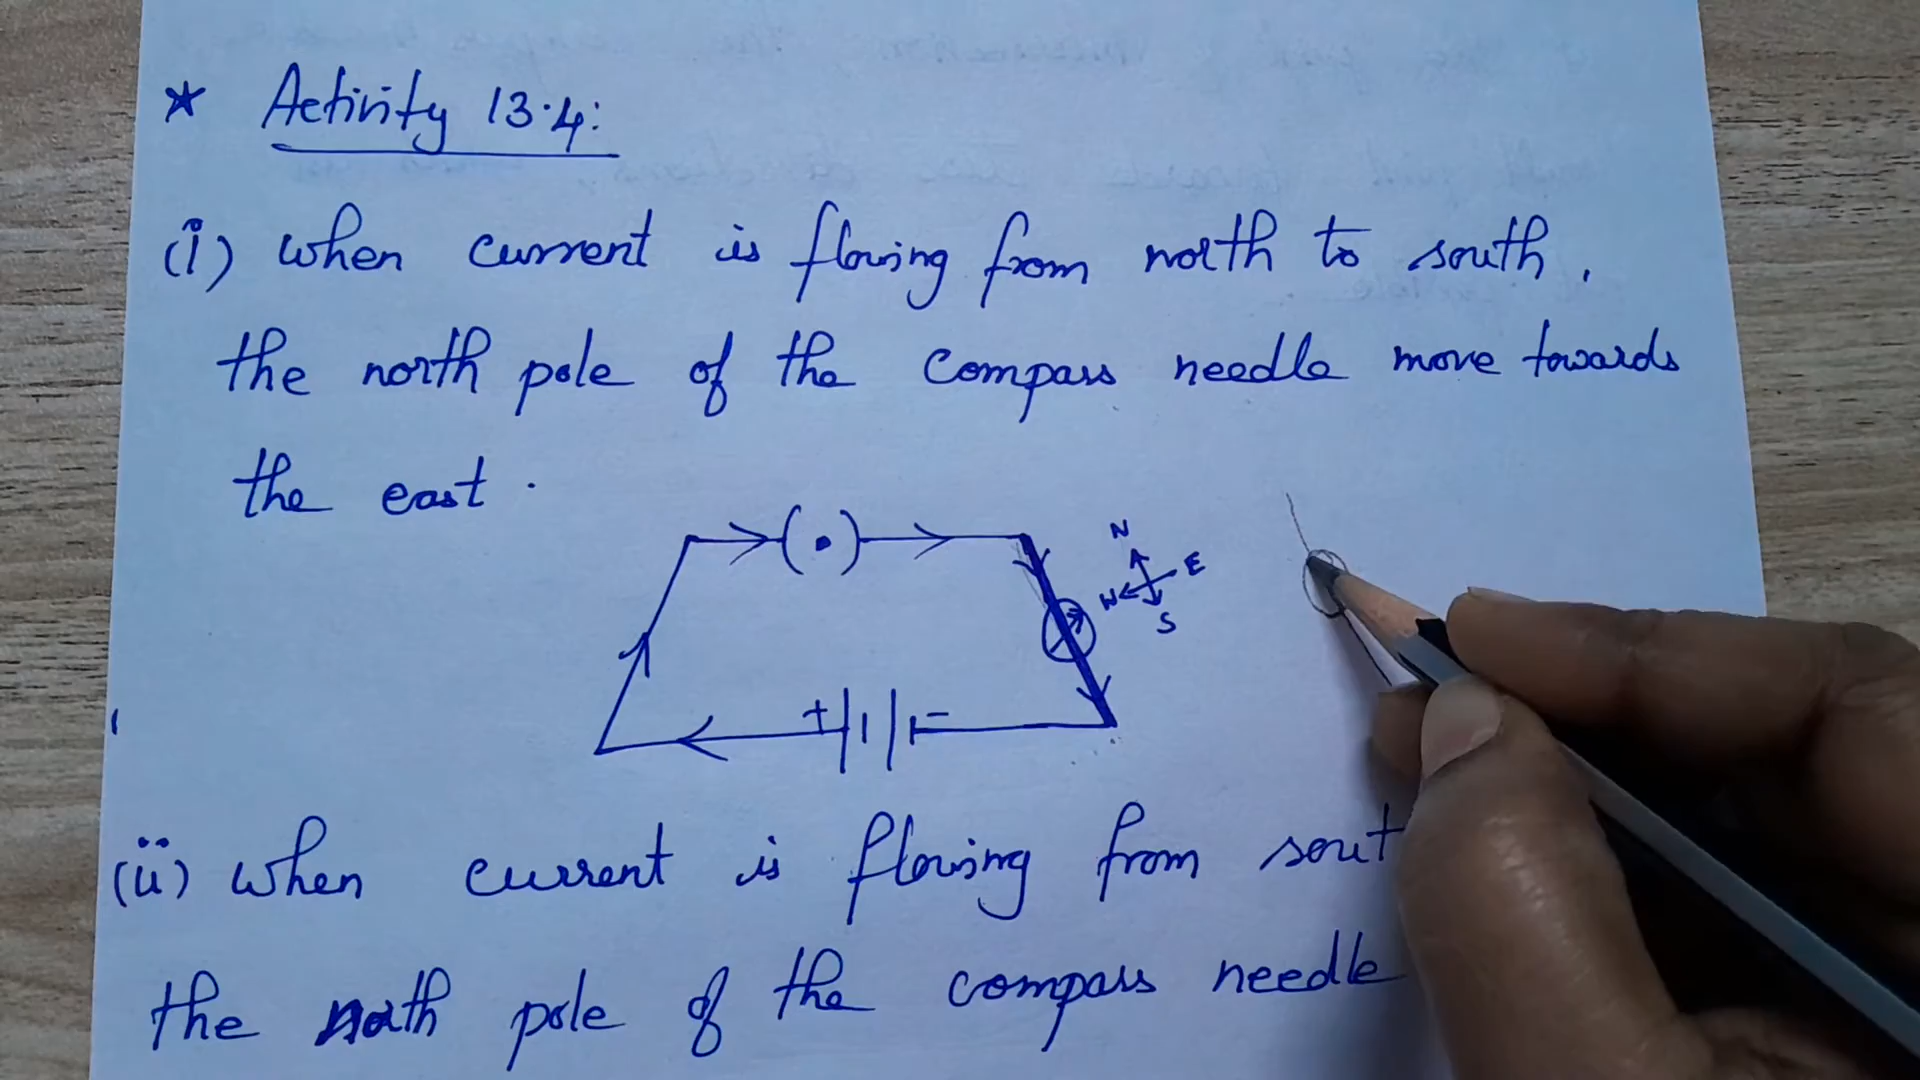 * Activity 13.4:
(i) When current is flowing from north to south,
the north pole of the compass needle move towards
the east.
N
E
W
S
+
-
(ii) When current is flowing from sout
the north pole of the compass needle